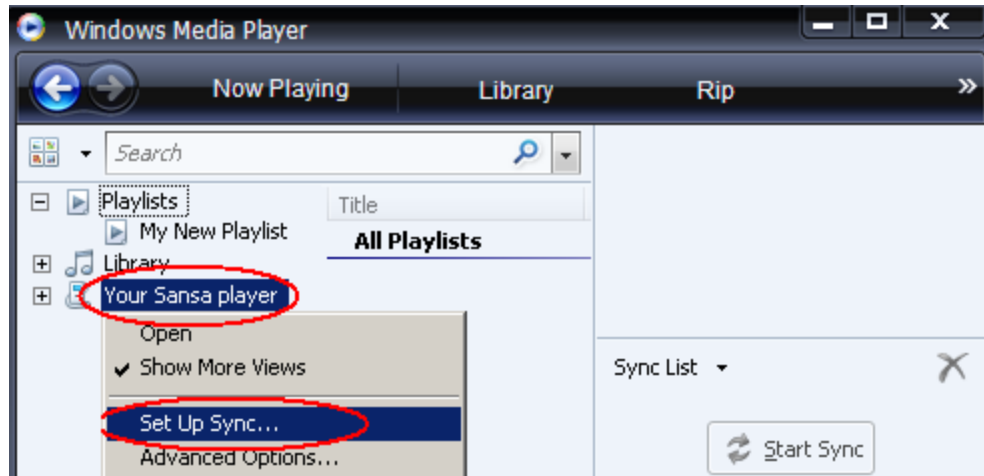 Windows Media Player
Now Playing Library Rip »
Search
Playlists
My New Playlist
Library
Your Sansa player
Title
All Playlists
Open
Show More Views
Set Up Sync...
Advanced Options...
Sync List
Start Sync